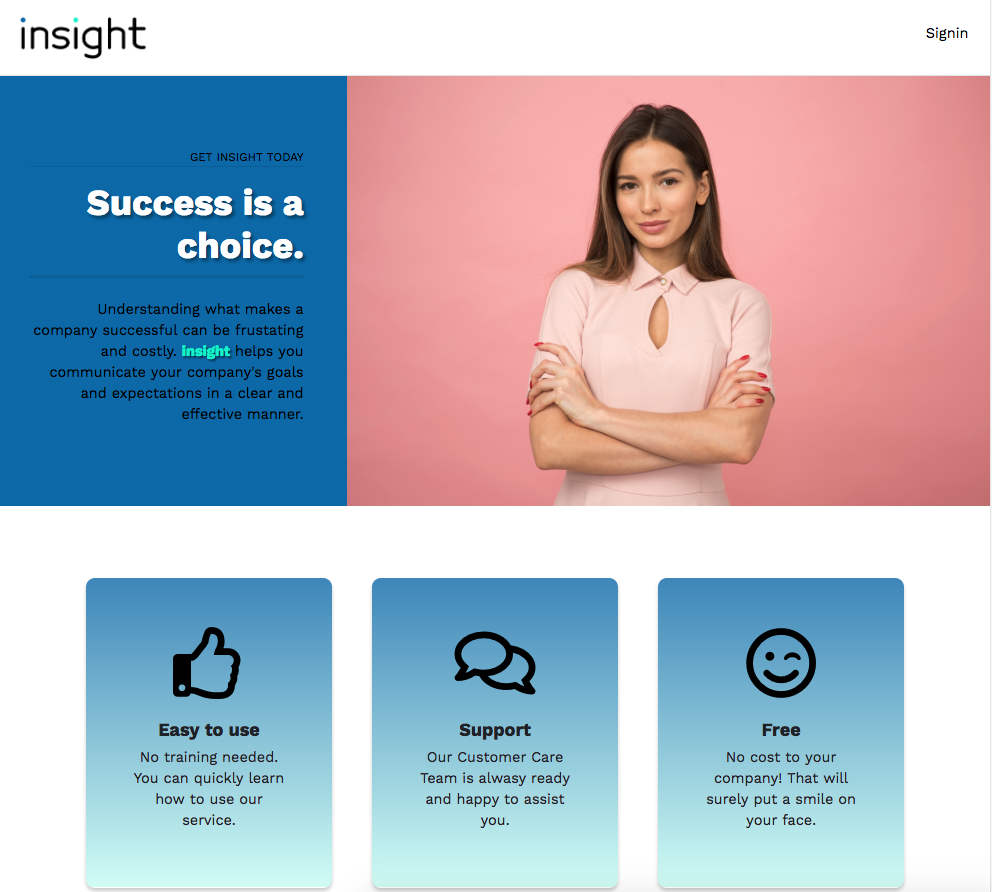 insight
Signin
GET INSIGHT TODAY
Success is a
choice.
Understanding what makes a
company successful can be frustating
and costly. insight helps you
communicate your company's goals
and expectations in a clear and
effective manner.
Easy to use
No training needed.
You can quickly learn
how to use our
service.
Support
Our Customer Care
Team is alwasy ready
and happy to assist
you.
Free
No cost to your
company! That will
surely put a smile on
your face.